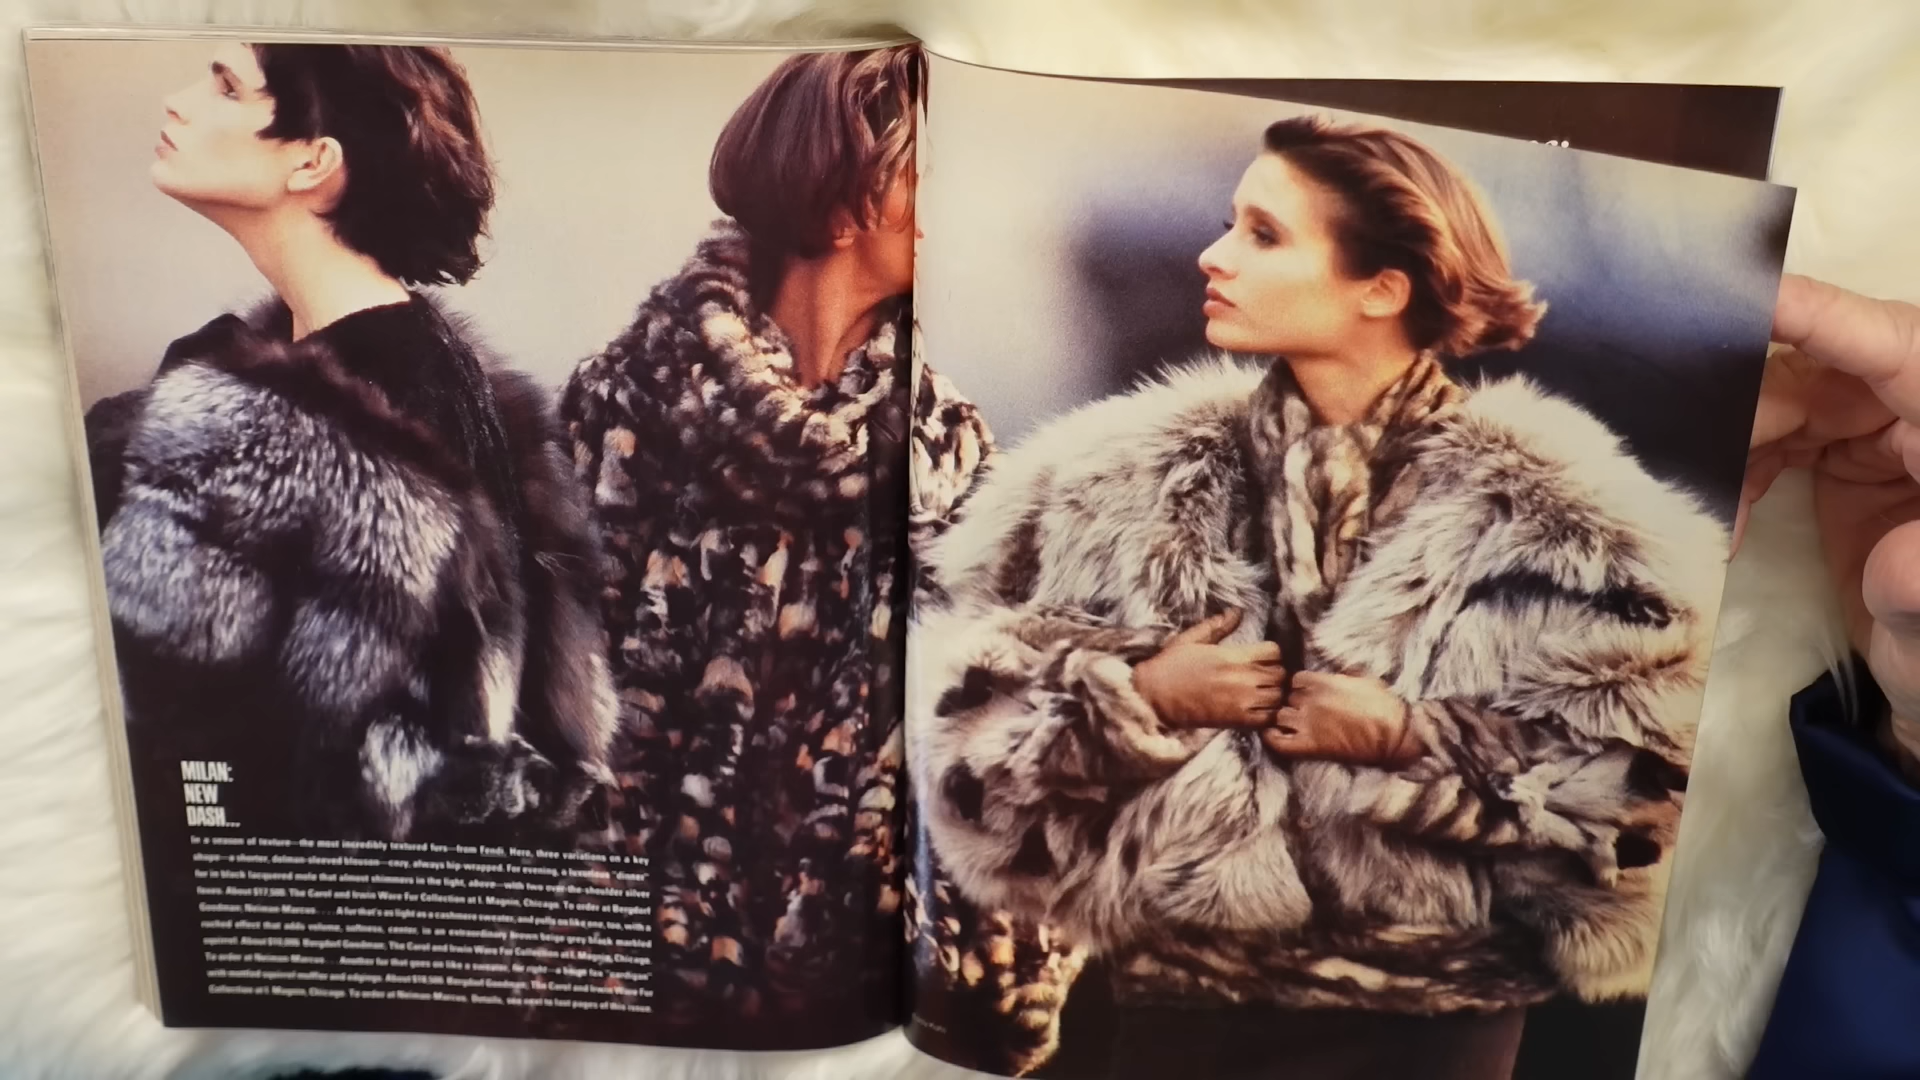 MILAN:
NEW
DASH...
In a season of texture—the most incredibly textured furs—from Fendi. Here, three variations on a key
shape—a shorter, dolman-sleeved blouson—easy, always hip-wrapped. For evening, a luxurious "dinner"
fur in black lacquered mole that almost shimmers in the light, above—with two over-the-shoulder silver
foxes. About $17,500. The Carol and Irwin Ware Fur Collection at I. Magnin, Chicago. To order at Bergdorf
Goodman; Neiman-Marcus.... A fur that's as light as a cashmere sweater, and pulls on like one, too, with a
ruched effect that adds volume, softness, center, in an extraordinary brown beige grey black marbled
squirrel. About Bergdorf Goodman; The Carol and Irwin Ware Fur Collection at I. Magnin, Chicago
To order at Neiman-Marcus.... Another fur that goes on like a sweater, far right—a huge fox "cardigan"
with mottled squirrel muffler and edgings. About Bergdorf Goodman; The Carol and Irwin Ware Fur
Collection at I. Magnin, Chicago. To order at Neiman-Marcus. Details, see next to last pages of this issue.